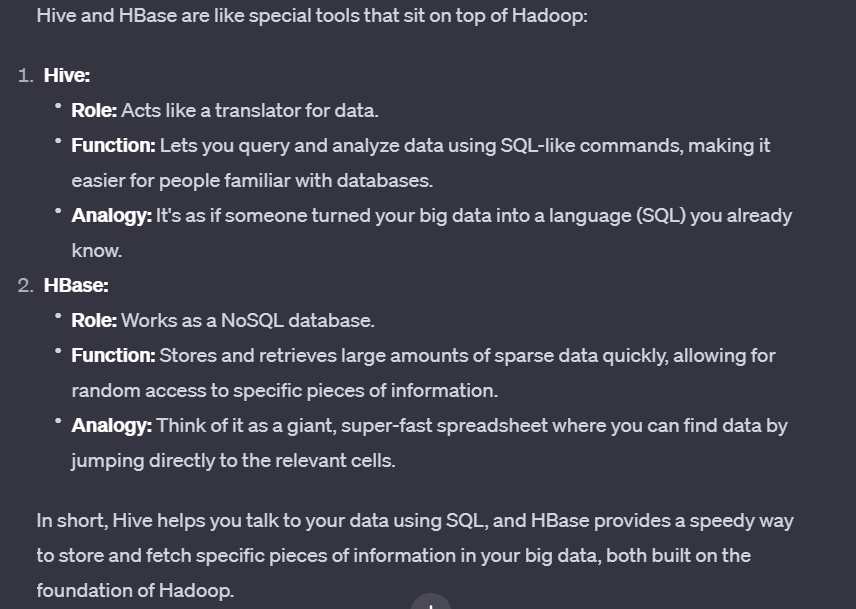 Hive and HBase are like special tools that sit on top of Hadoop:
1. Hive:
• Role: Acts like a translator for data.
• Function: Lets you query and analyze data using SQL-like commands, making it
easier for people familiar with databases.
• Analogy: It's as if someone turned your big data into a language (SQL) you already
know.
2. HBase:
• Role: Works as a NoSQL database.
• Function: Stores and retrieves large amounts of sparse data quickly, allowing for
random access to specific pieces of information.
• Analogy: Think of it as a giant, super-fast spreadsheet where you can find data by
jumping directly to the relevant cells.
In short, Hive helps you talk to your data using SQL, and HBase provides a speedy way
to store and fetch specific pieces of information in your big data, both built on the
foundation of Hadoop.